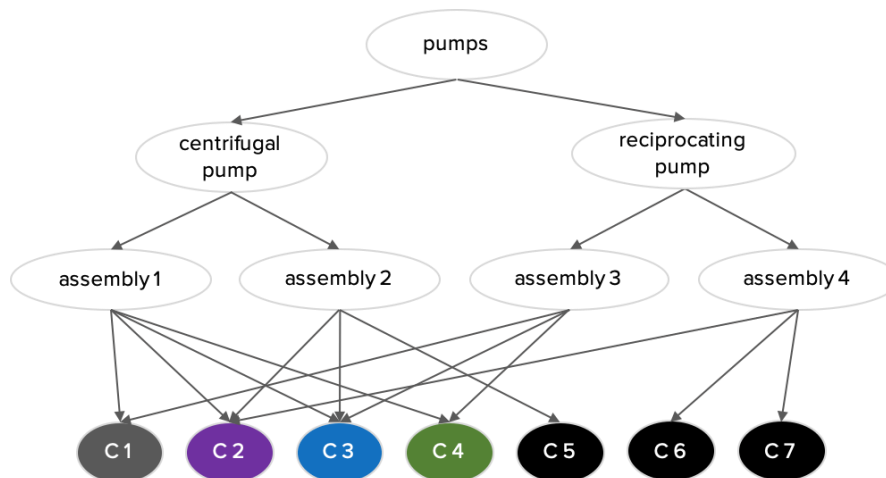 pumps
centrifugal
pump
reciprocating
pump
assembly 1
assembly 2
assembly 3
assembly 4
C 1
C 2
C 3
C 4
C 5
C 6
C 7